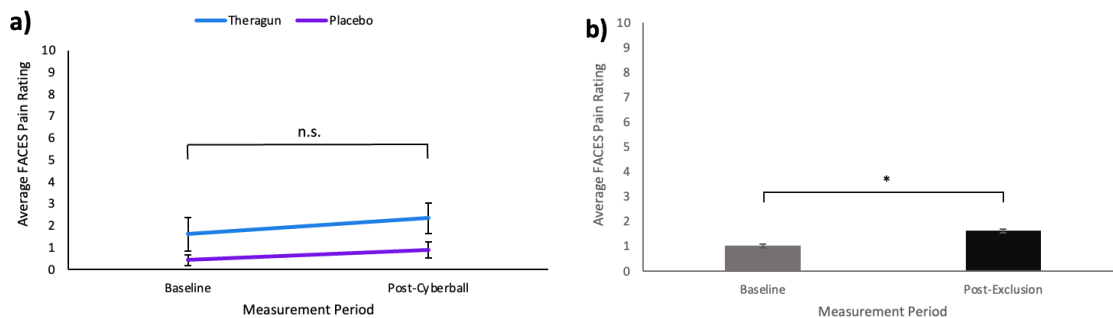 a)
Theragun
Placebo
Average FACES Pain Rating
10
9
8
7
6
5
4
3
2
1
0
n.s.
Baseline
Post-Cyberball
Measurement Period
b)
Average FACES Pain Rating
10
9
8
7
6
5
4
3
2
1
0
*
Baseline
Post-Exclusion
Measurement Period